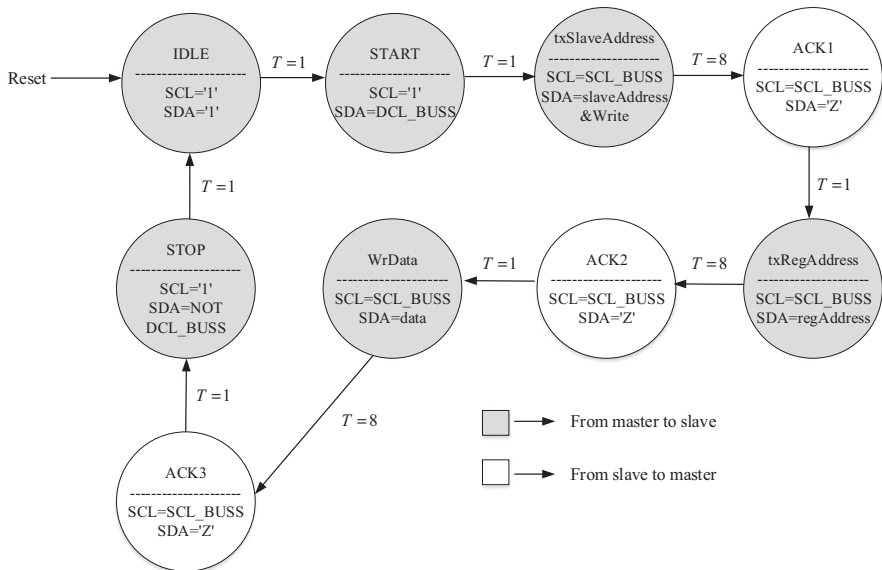 Reset
IDLE
--------------------
SCL='1'
SDA='1'
T=1
START
--------------------
SCL='1'
SDA=DCL_BUSS
T=1
txSlaveAddress
--------------------
SCL=SCL_BUSS
SDA=slaveAddress
&Write
T=8
ACK1
--------------------
SCL=SCL_BUSS
SDA='Z'
T=1
txRegAddress
--------------------
SCL=SCL_BUSS
SDA=regAddress
T=8
ACK2
--------------------
SCL=SCL_BUSS
SDA='Z'
T=1
WrData
--------------------
SCL=SCL_BUSS
SDA=data
T=8
ACK3
--------------------
SCL=SCL_BUSS
SDA='Z'
T=1
STOP
--------------------
SCL='1'
SDA=NOT
DCL_BUSS
T=1
From master to slave
From slave to master